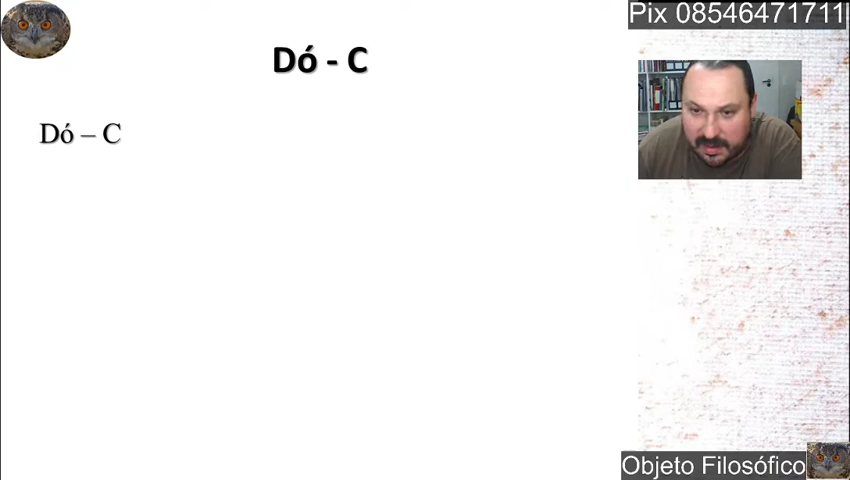 Pix 08546471711
Dó - C
Dó – C
Objeto Filosófico